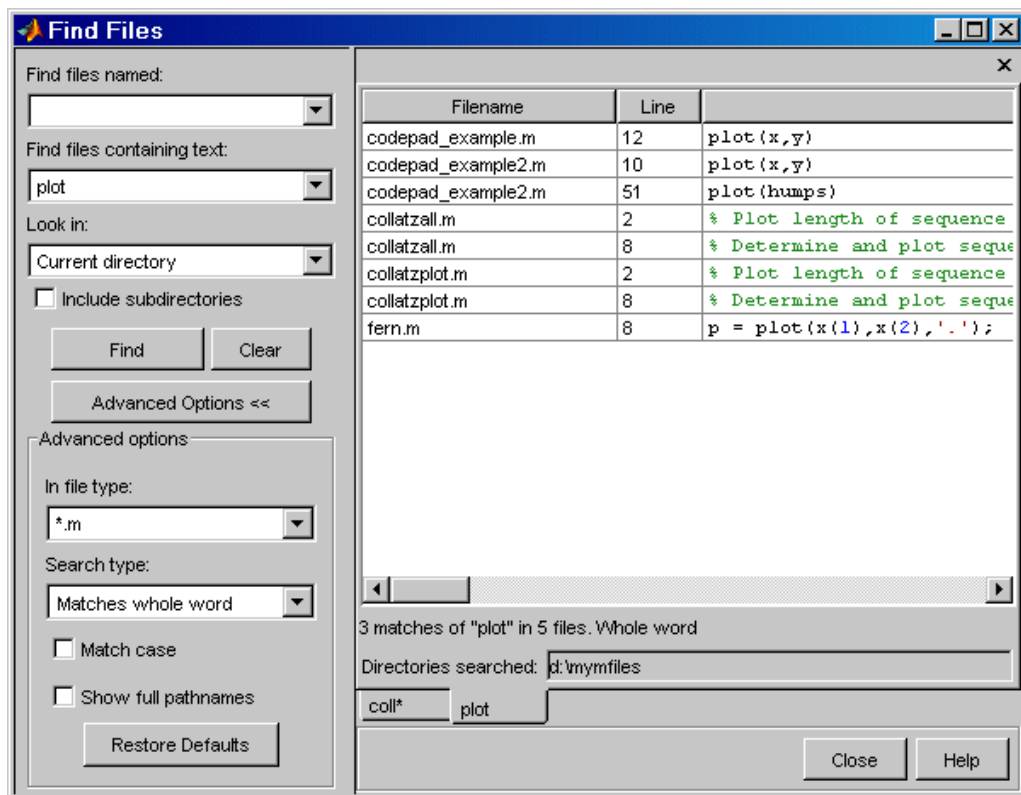 Find Files
Find files named:
Find files containing text:
plot
Look in:
Current directory
Include subdirectories
Find Clear
Advanced Options <<
Advanced options
In file type:
*.m
Search type:
Matches whole word
Match case
Show full pathnames
Restore Defaults
Filename Line
codepad_example.m 12 plot(x,y)
codepad_example2.m 10 plot(x,y)
codepad_example2.m 51 plot(humps)
collatzall.m 2 % Plot length of sequence
collatzall.m 8 % Determine and plot seque
collatzplot.m 2 % Plot length of sequence
collatzplot.m 8 % Determine and plot seque
fern.m 8 p = plot(x(1),x(2),'.');
3 matches of "plot" in 5 files. Whole word
Directories searched: d:\mymfiles
coll* plot
Close Help